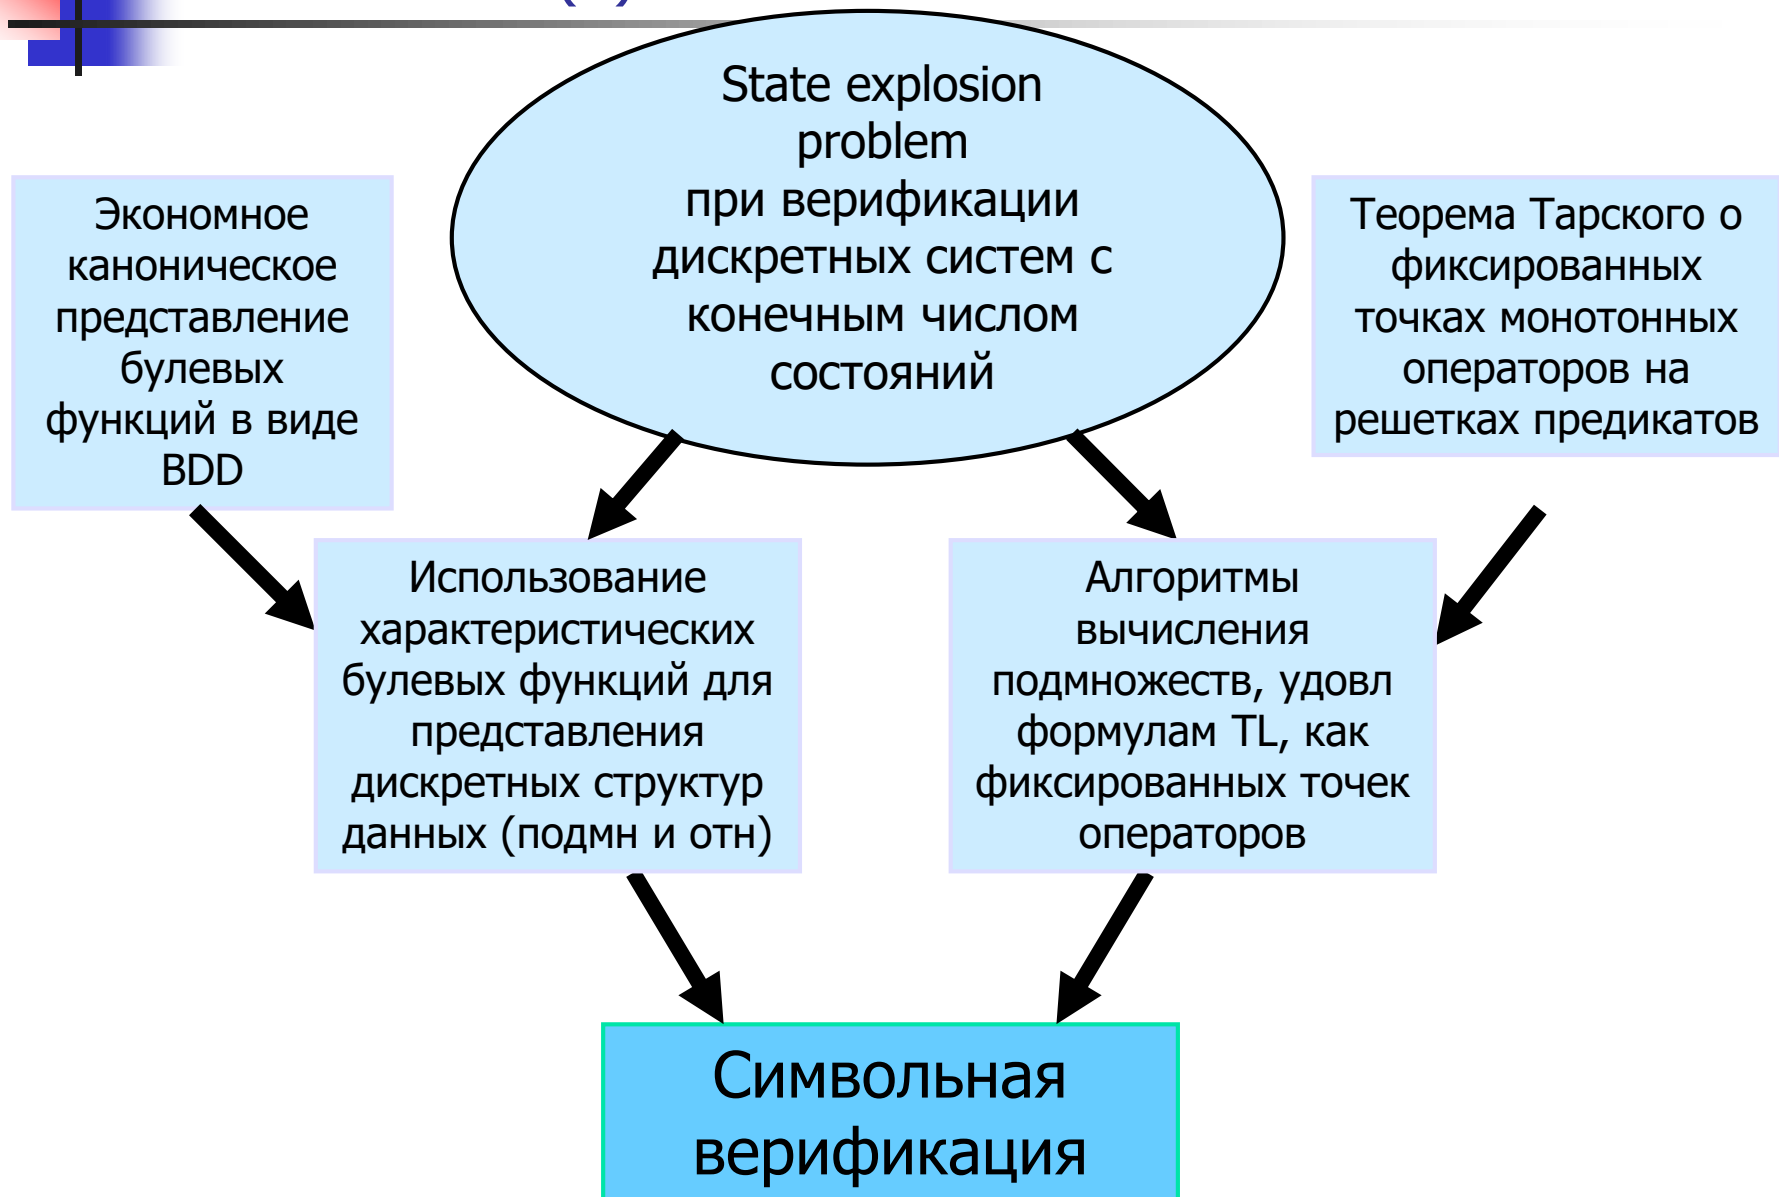 State explosion
problem
при верификации
дискретных систем с
конечным числом
состояний
Экономное
каноническое
представление
булевых
функций в виде
BDD
Теорема Тарского о
фиксированных
точках монотонных
операторов на
решетках предикатов
Использование
характеристических
булевых функций для
представления
дискретных структур
данных (подмн и отн)
Алгоритмы
вычисления
подмножеств, удовл
формулам TL, как
фиксированных точек
операторов
Символьная
верификация